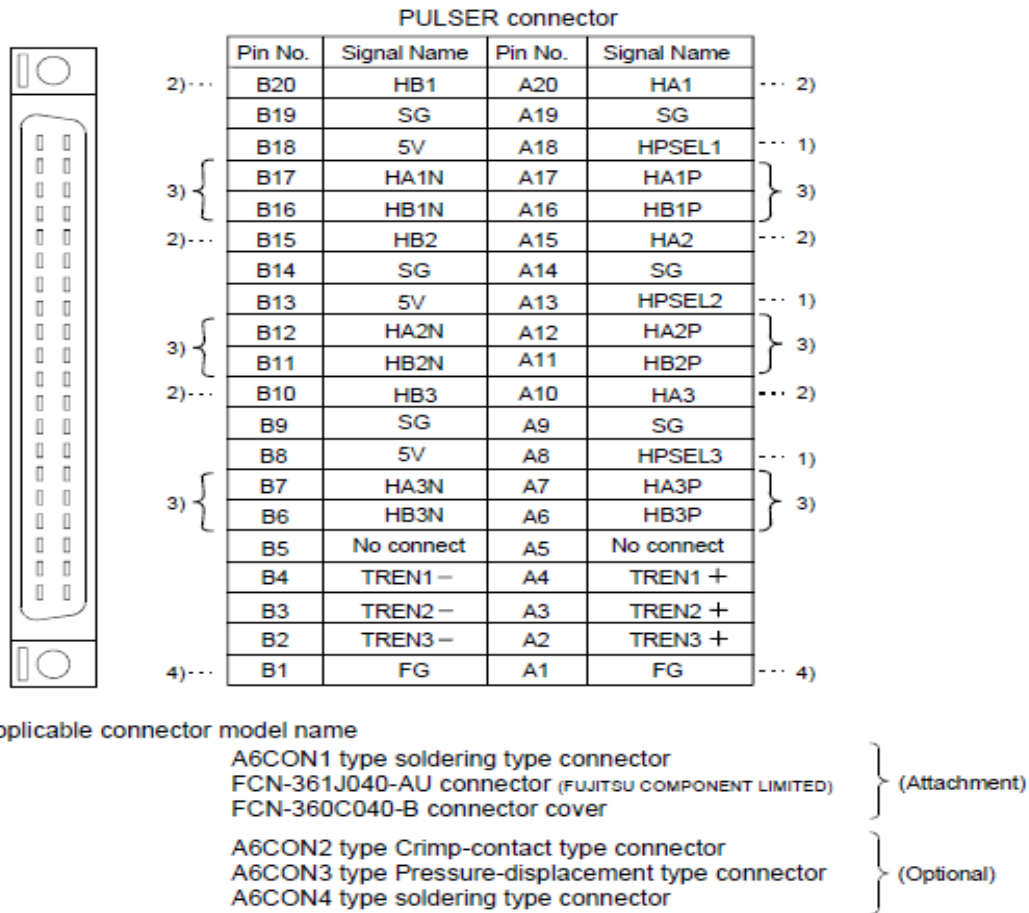 PULSER connector
Pin No. Signal Name Pin No. Signal Name
2)--- B20 HB1 A20 HA1 --- 2)
B19 SG A19 SG
B18 5V A18 HPSEL1 --- 1)
B17 HA1N A17 HA1P
3) 3)
B16 HB1N A16 HB1P
2)--- B15 HB2 A15 HA2 --- 2)
B14 SG A14 SG
B13 5V A13 HPSEL2 --- 1)
B12 HA2N A12 HA2P
3) 3)
B11 HB2N A11 HB2P
2)--- B10 HB3 A10 HA3 --- 2)
B9 SG A9 SG
B8 5V A8 HPSEL3 --- 1)
B7 HA3N A7 HA3P
3) 3)
B6 HB3N A6 HB3P
B5 No connect A5 No connect
B4 TREN1− A4 TREN1+
B3 TREN2− A3 TREN2+
B2 TREN3− A2 TREN3+
4)--- B1 FG A1 FG --- 4)
pplicable connector model name
A6CON1 type soldering type connector
FCN-361J040-AU connector (FUJITSU COMPONENT LIMITED) (Attachment)
FCN-360C040-B connector cover
A6CON2 type Crimp-contact type connector
A6CON3 type Pressure-displacement type connector (Optional)
A6CON4 type soldering type connector